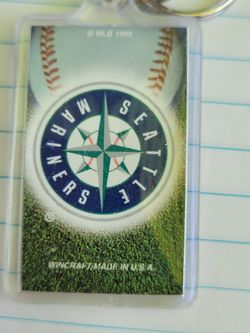 © MLB 1995
SEATTLE
MARINERS
®
WINCRAFT/MADE IN U.S.A.